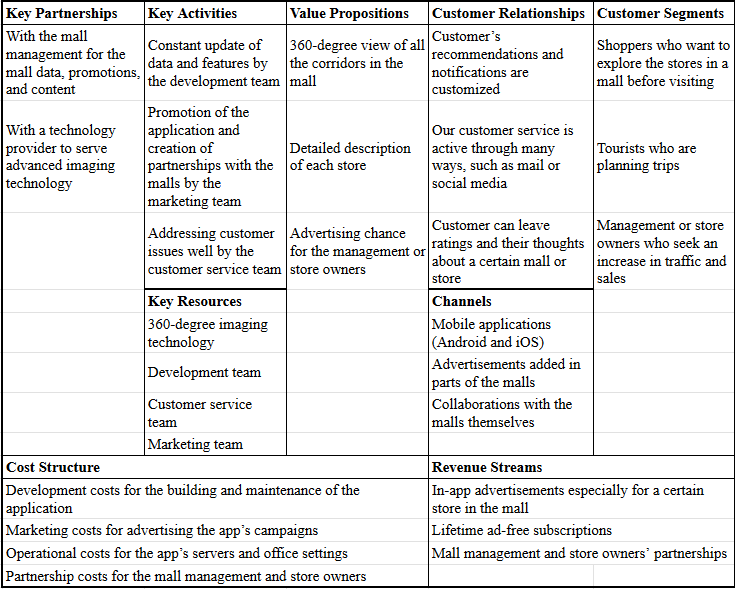 Key Partnerships
With the mall
management for the
mall data, promotions,
and content
With a technology
provider to serve
advanced imaging
technology
Key Activities
Constant update of
data and features by
the development team
Promotion of the
application and
creation of
partnerships with the
malls by the
marketing team
Addressing customer
issues well by the
customer service team
Key Resources
360-degree imaging
technology
Development team
Customer service
team
Marketing team
Value Propositions
360-degree view of all
the corridors in the
mall
Detailed description
of each store
Advertising chance
for the management or
store owners
Customer Relationships
Customer’s
recommendations and
notifications are
customized
Our customer service is
active through many
ways, such as mail or
social media
Customer can leave
ratings and their thoughts
about a certain mall or
store
Channels
Mobile applications
(Android and iOS)
Advertisements added in
parts of the malls
Collaborations with the
malls themselves
Customer Segments
Shoppers who want to
explore the stores in a
mall before visiting
Tourists who are
planning trips
Management or store
owners who seek an
increase in traffic and
sales
Cost Structure
Development costs for the building and maintenance of the
application
Marketing costs for advertising the app’s campaigns
Operational costs for the app’s servers and office settings
Partnership costs for the mall management and store owners
Revenue Streams
In-app advertisements especially for a certain
store in the mall
Lifetime ad-free subscriptions
Mall management and store owners’ partnerships